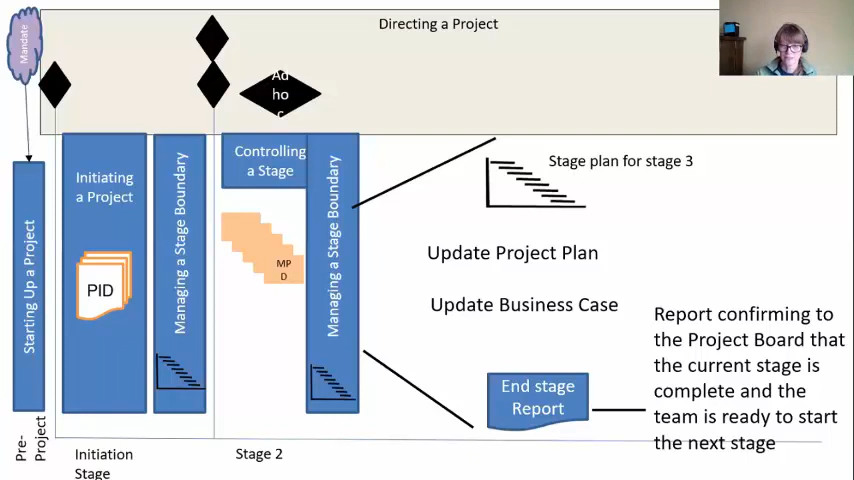 Directing a Project
Mandate
Ad
ho
c
Starting Up a Project
Initiating
a Project
PID
Managing a Stage Boundary
Controlling
a Stage
MP
D
Managing a Stage Boundary
Stage plan for stage 3
Update Project Plan
Update Business Case
End stage
Report
Report confirming to
the Project Board that
the current stage is
complete and the
team is ready to start
the next stage
Pre-
Project
Initiation
Stage
Stage 2